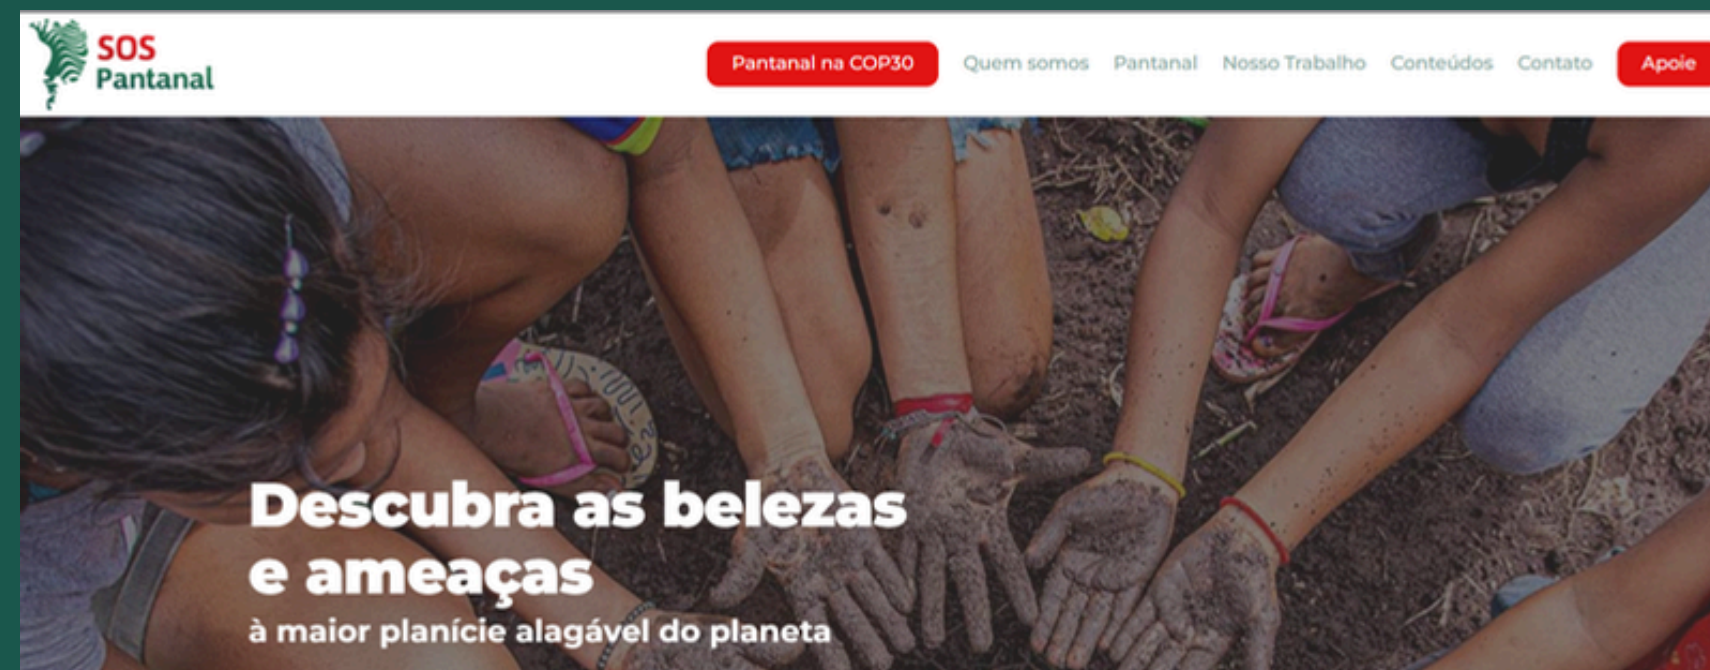 SOS
Pantanal
Pantanal na COP30
Quem somos
Pantanal
Nosso Trabalho
Conteúdos
Contato
Apoie
Descubra as belezas
e ameaças
à maior planície alagável do planeta